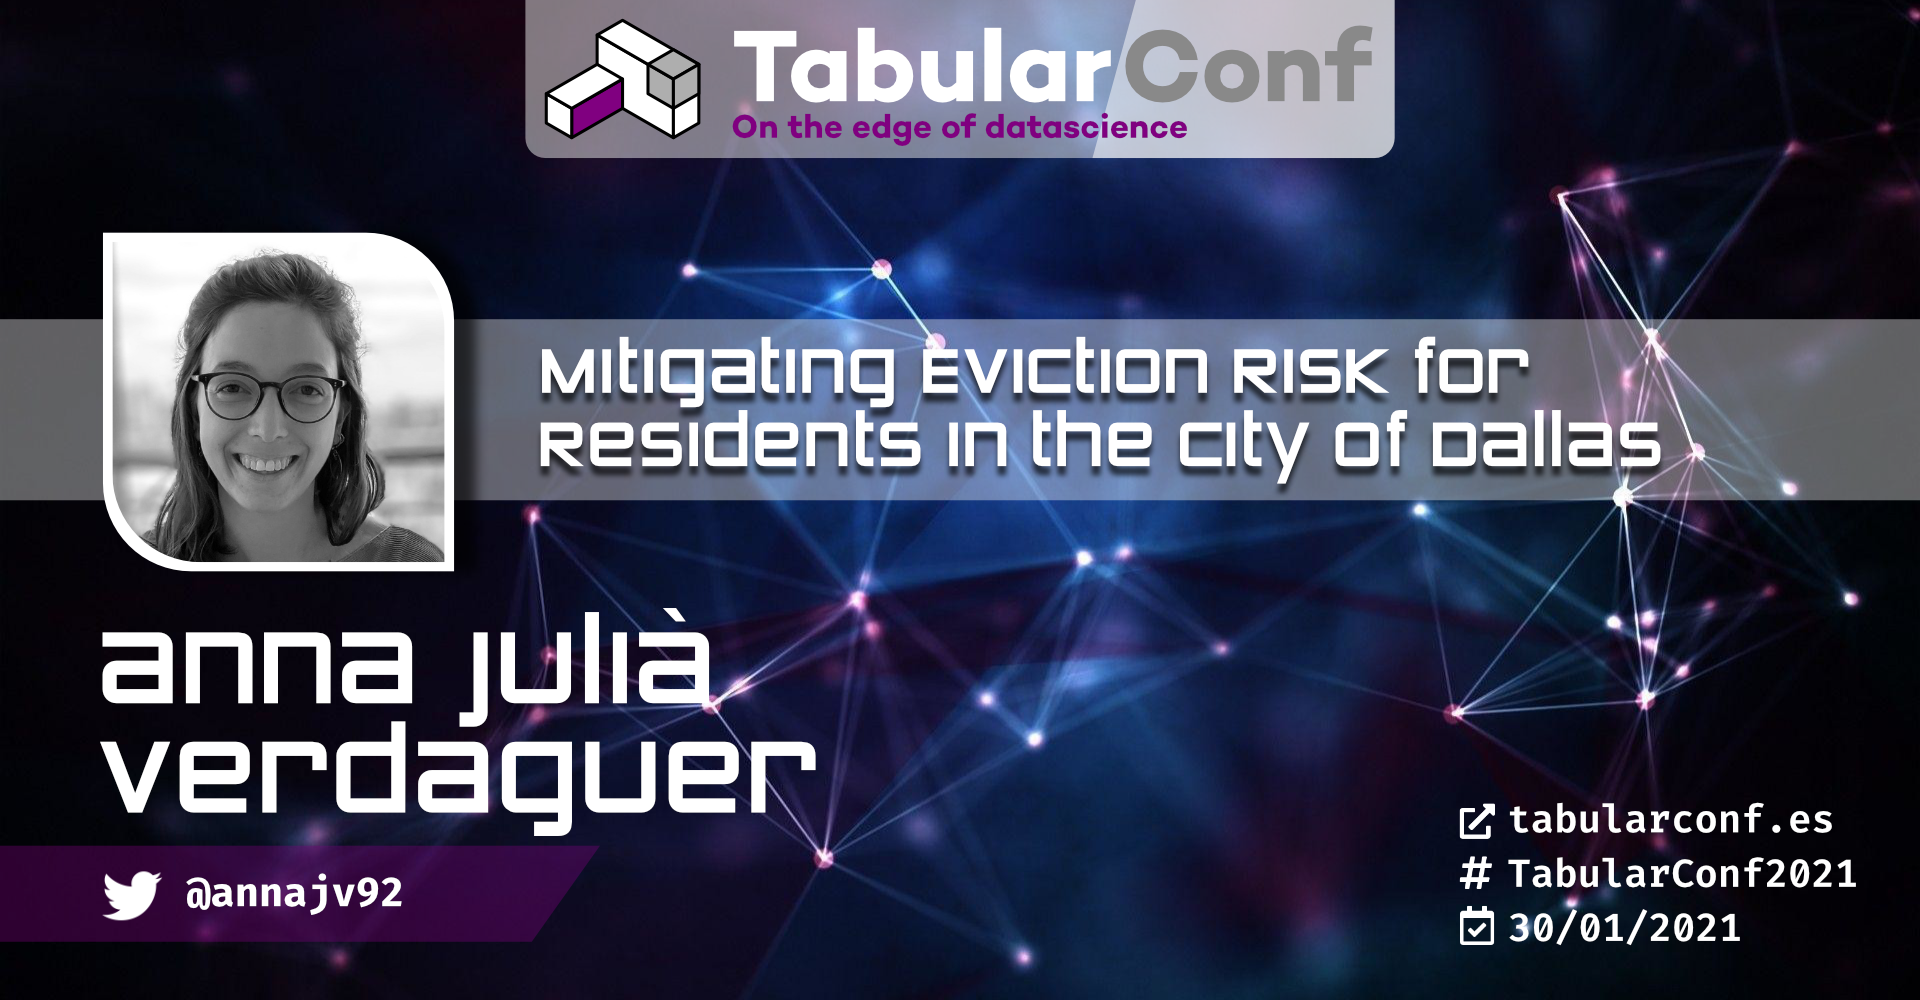 TabularConf
On the edge of datascience
Mitigating Eviction Risk for
Residents in the City of Dallas
anna julià
verdaguer
@annajv92
tabularconf.es
# TabularConf2021
30/01/2021